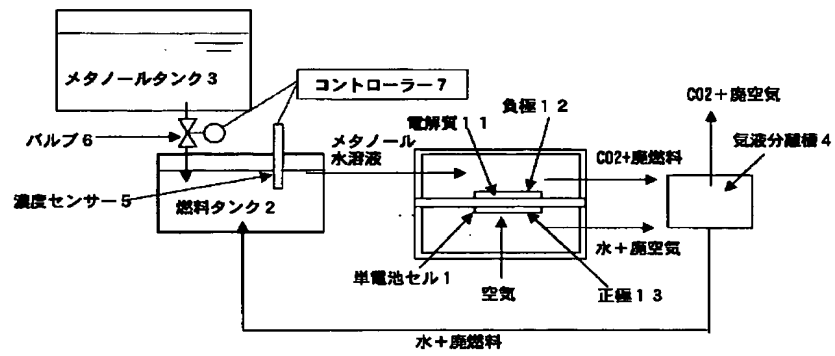 メタノールタンク3
コントローラー7
バルブ6
濃度センサー5
燃料タンク2
メタノール
水溶液
電解質11
負極12
CO2+廃燃料
CO2+廃空気
気液分離槽4
単電池セル1
空気
正極13
水+廃空気
水+廃燃料